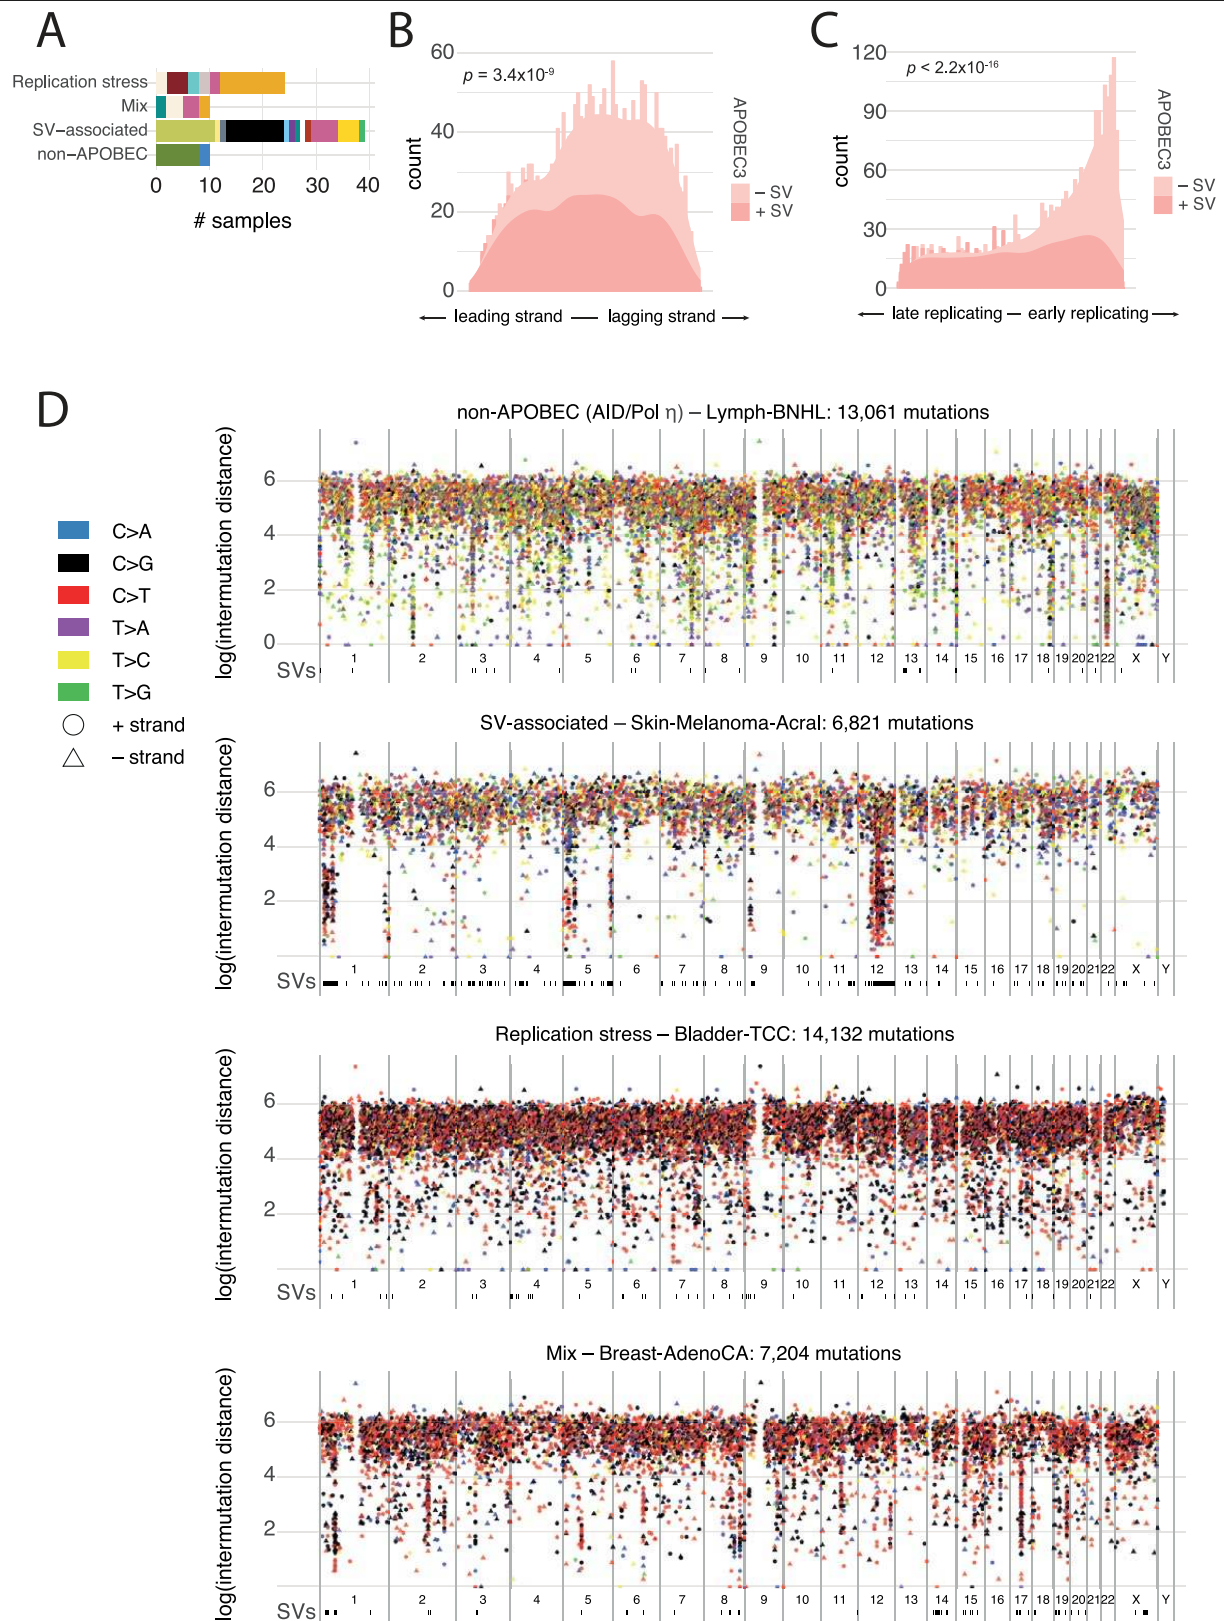 A
Replication stress
Mix
SV−associated
non−APOBEC
0 10 20 30 40
# samples
B
60
40
20
0
count
p = 3.4x10-9
APOBEC3
− SV
+ SV
leading strand — lagging strand
C
120
90
60
30
0
count
p < 2.2x10-16
APOBEC3
− SV
+ SV
late replicating — early replicating
D
C>A
C>G
C>T
T>A
T>C
T>G
+ strand
− strand
non-APOBEC (AID/Pol η) – Lymph-BNHL: 13,061 mutations
log(intermutation distance)
6
4
2
0
1 2 3 4 5 6 7 8 9 10 11 12 13 14 15 16 17 18 19 20 21 22 X Y
SVs
SV-associated – Skin-Melanoma-Acral: 6,821 mutations
log(intermutation distance)
6
4
2
1 2 3 4 5 6 7 8 9 10 11 12 13 14 15 16 17 18 19 20 21 22 X Y
SVs
Replication stress – Bladder-TCC: 14,132 mutations
log(intermutation distance)
6
4
2
1 2 3 4 5 6 7 8 9 10 11 12 13 14 15 16 17 18 19 20 21 22 X Y
SVs
Mix – Breast-AdenoCA: 7,204 mutations
log(intermutation distance)
6
4
2
1 2 3 4 5 6 7 8 9 10 11 12 13 14 15 16 17 18 19 20 21 22 X Y
SVs